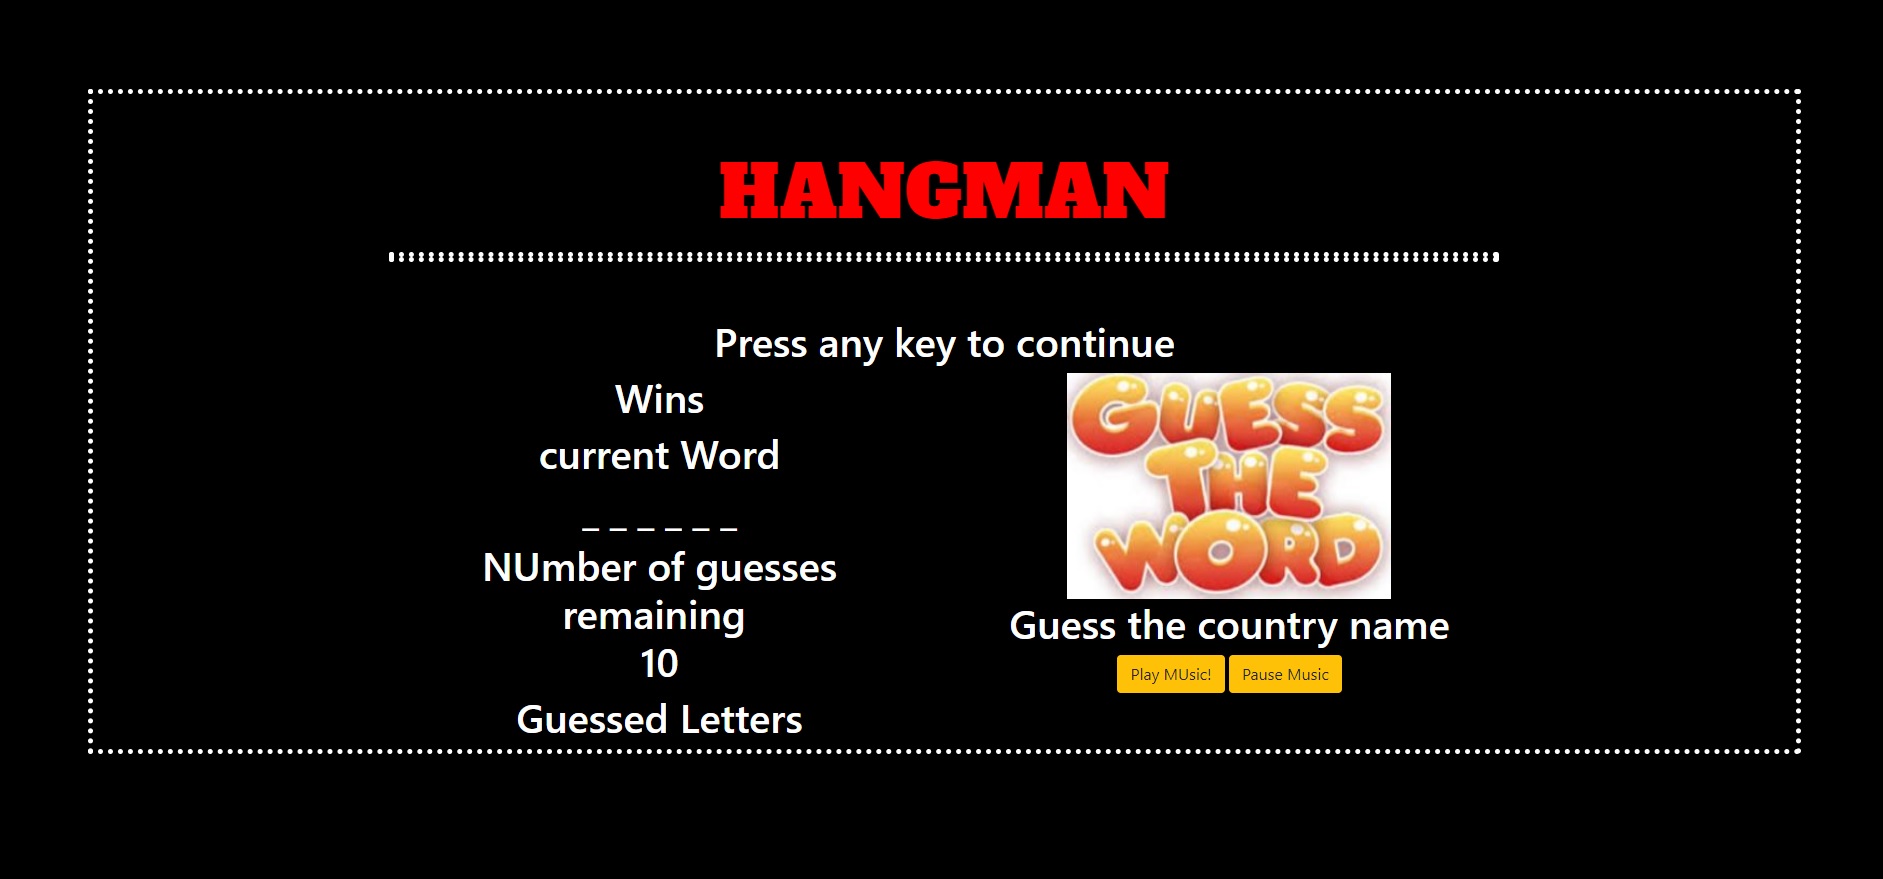 HANGMAN
Press any key to continue
Wins
current Word
_ _ _ _ _ _
NUmber of guesses
remaining
10
Guessed Letters
GUESS
THE
WORD
Guess the country name
Play MUsic! Pause Music